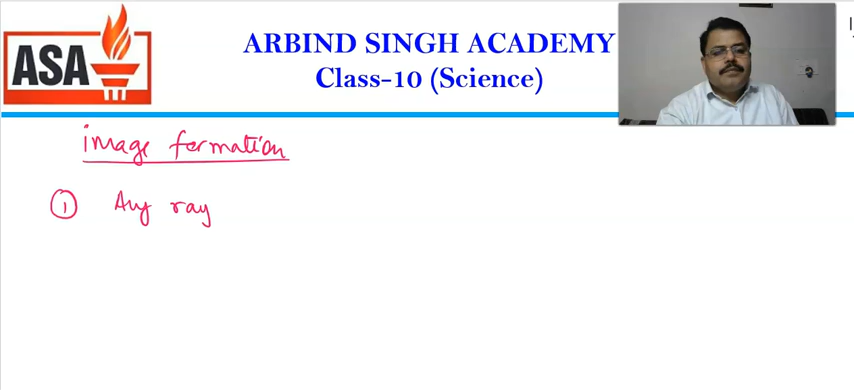 ASA
ARBIND SINGH ACADEMY
Class-10 (Science)
image formation
1 Any ray